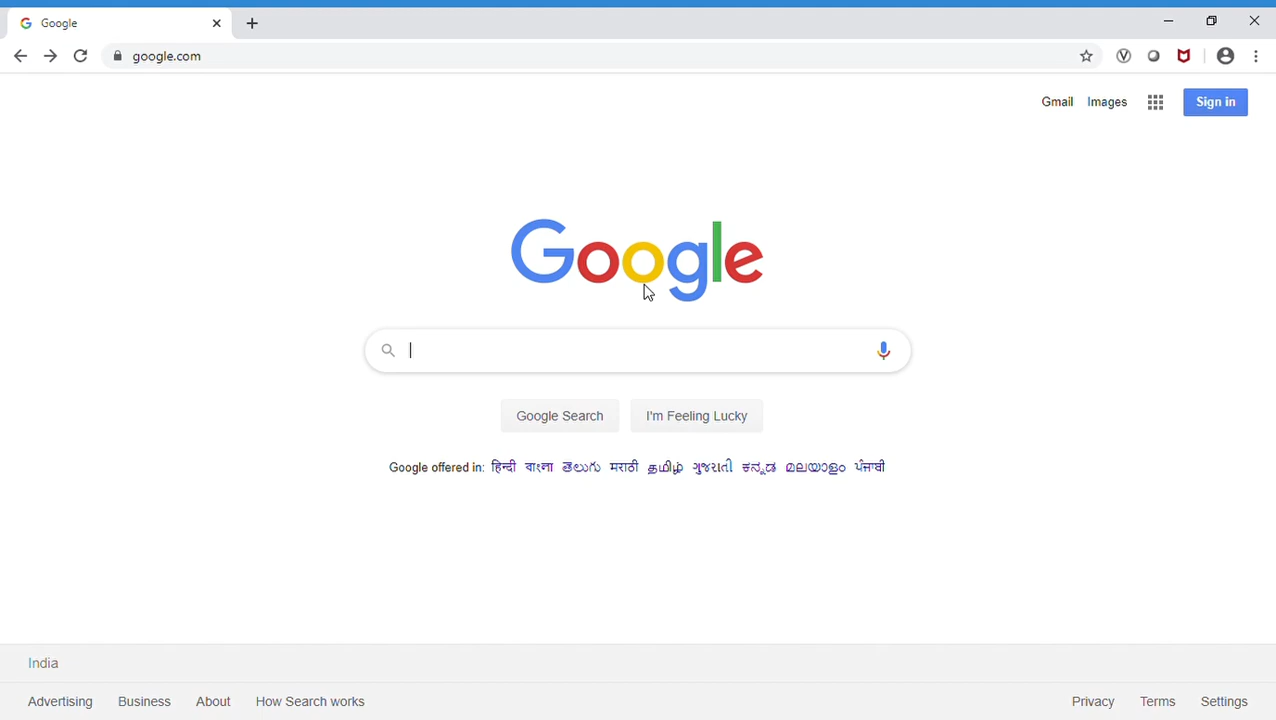 Google
google.com
Gmail Images Sign in
Google
Google Search I'm Feeling Lucky
Google offered in: हिन्दी বাংলা తెలుగు मराठी தமிழ் ગુજરાતી ಕನ್ನಡ മലയാളം ਪੰਜਾਬੀ
India
Advertising Business About How Search works Privacy Terms Settings